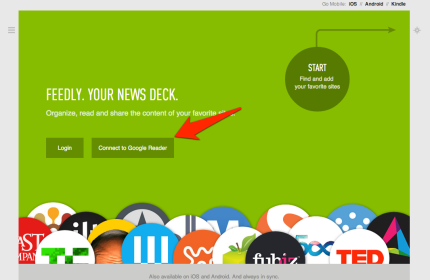 Go Mobile: iOS // Android // Kindle
START
Find and add
your favorite sites
FEEDLY. YOUR NEWS DECK.
Organize, read and share the content of your favorite
Login
Connect to Google Reader
fubiz
500
TED
Also available on iOS and Android. And always in sync.